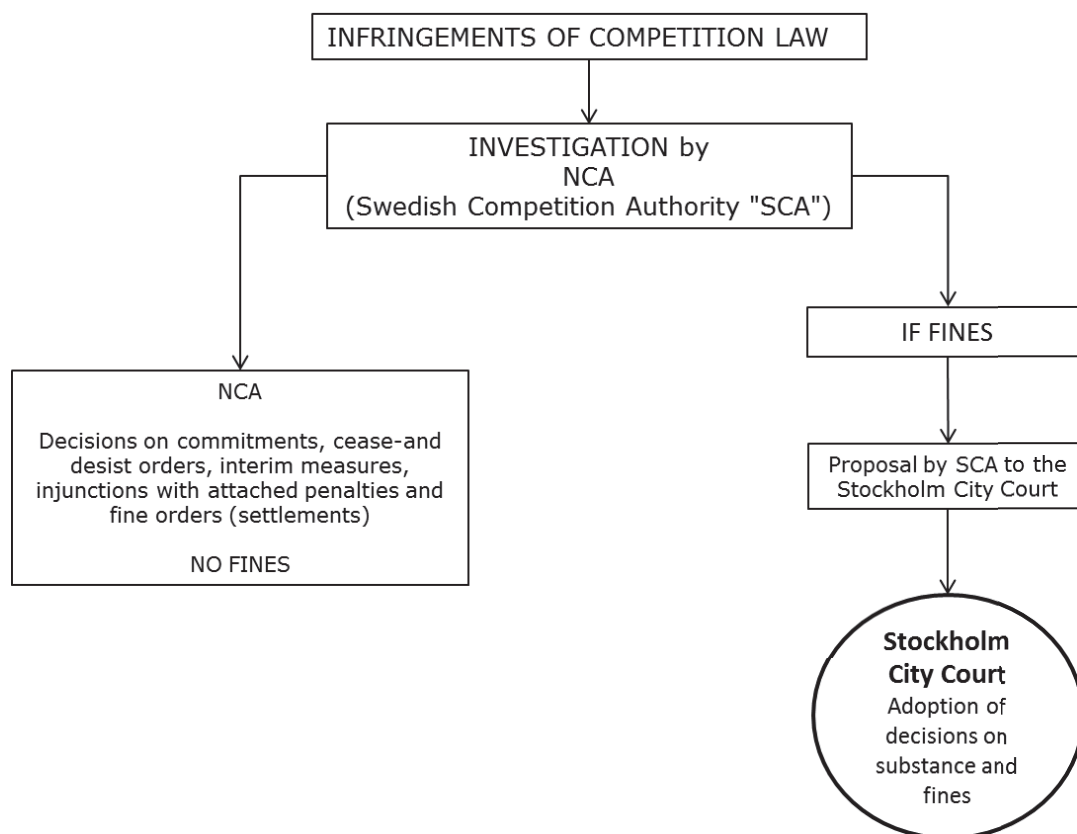 INFRINGEMENTS OF COMPETITION LAW
INVESTIGATION by
NCA
(Swedish Competition Authority "SCA")
IF FINES
NCA
Decisions on commitments, cease-and
desist orders, interim measures,
injunctions with attached penalties and
fine orders (settlements)
NO FINES
Proposal by SCA to the
Stockholm City Court
Stockholm
City Court
Adoption of
decisions on
substance and
fines